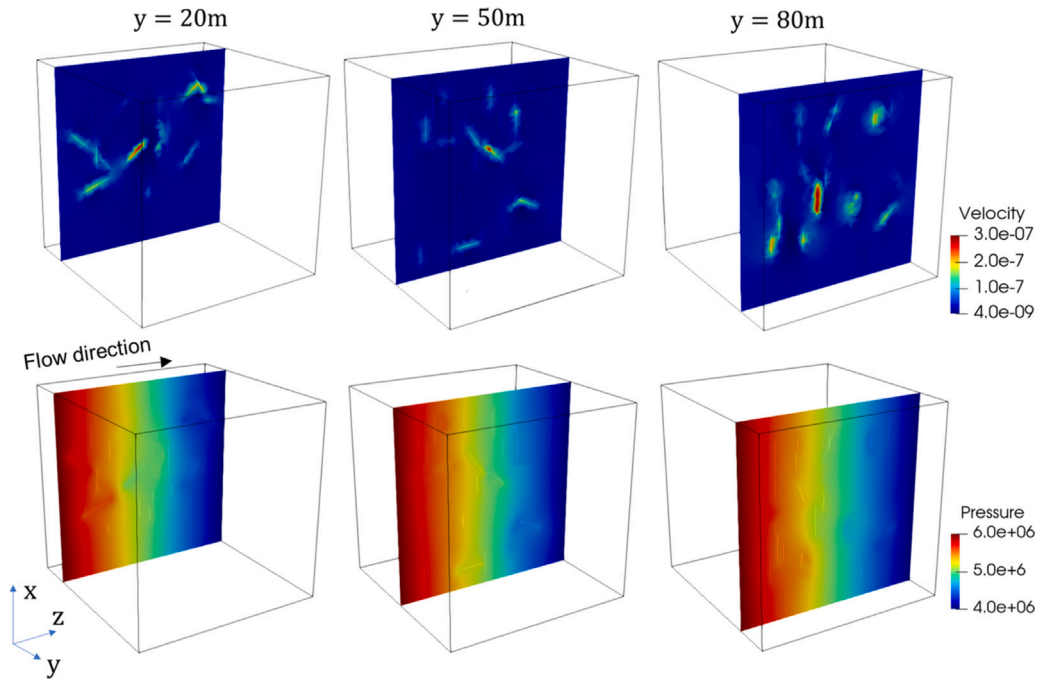 y = 20m
y = 50m
y = 80m
Velocity
3.0e-07
2.0e-7
1.0e-7
4.0e-09
Flow direction
Pressure
6.0e+06
5.0e+6
4.0e+06
x
z
y